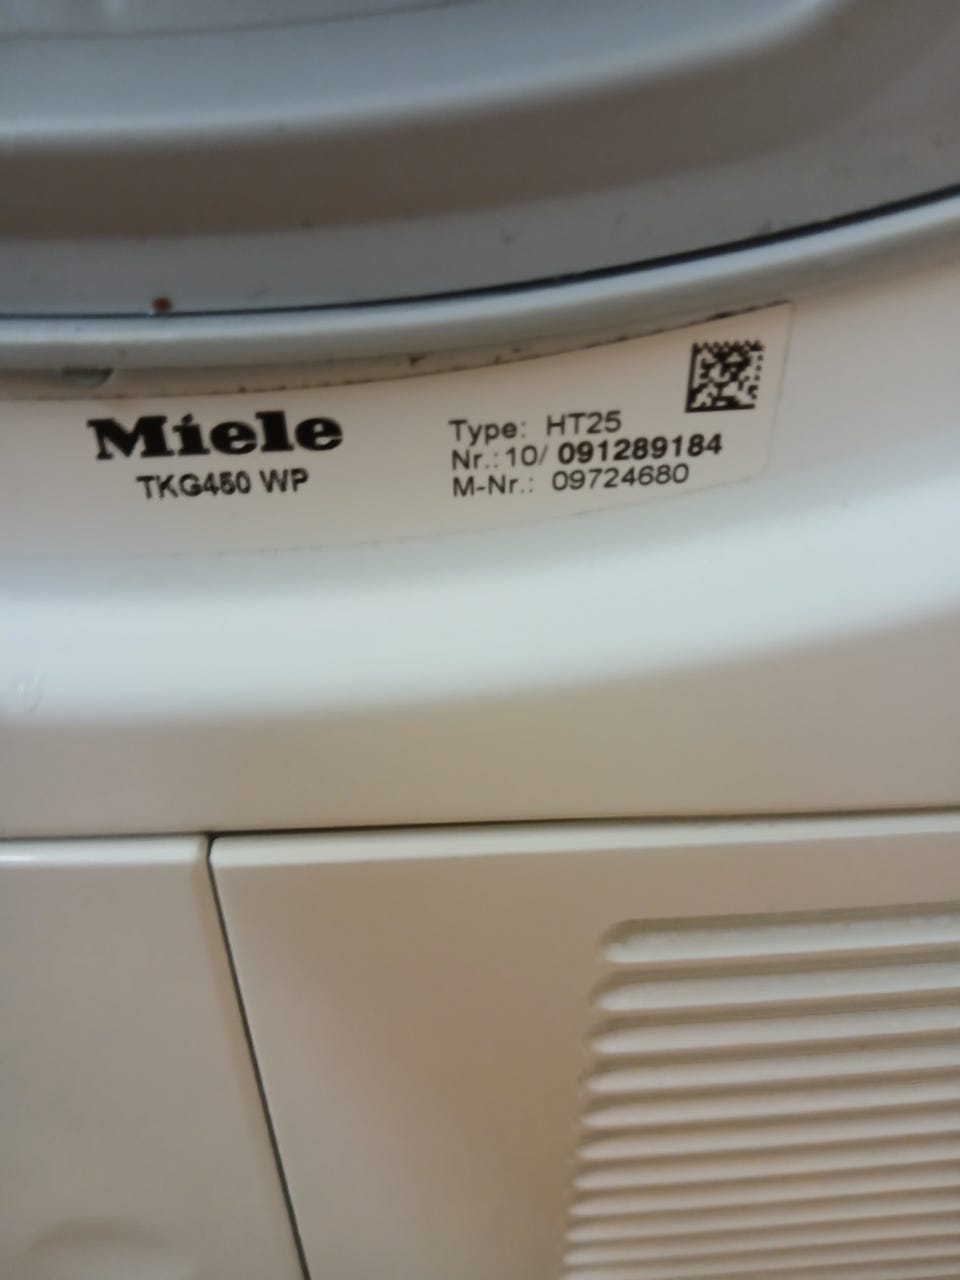 Miele
TKG450 WP
Type: HT25
Nr.: 10/ 091289184
M-Nr.: 09724680